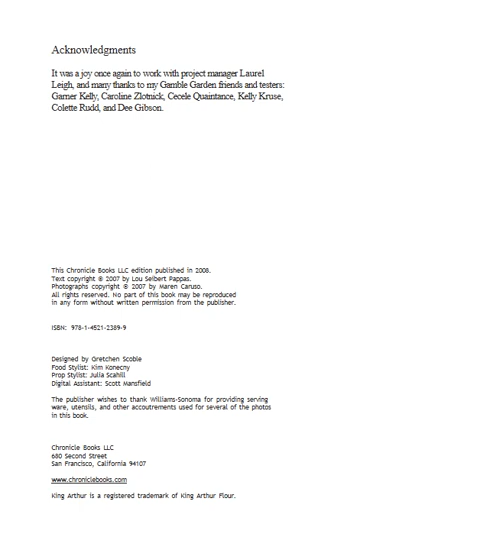 Acknowledgments
It was a joy once again to work with project manager Laurel
Leigh, and many thanks to my Gamble Garden friends and testers:
Garner Kelly, Caroline Zlotnick, Cecele Quaintance, Kelly Kruse,
Colette Rudd, and Dee Gibson.
This Chronicle Books LLC edition published in 2008.
Text copyright © 2007 by Lou Seibert Pappas.
Photographs copyright © 2007 by Maren Caruso.
All rights reserved. No part of this book may be reproduced
in any form without written permission from the publisher.
ISBN: 978-1-4521-2389-9
Designed by Gretchen Scoble
Food Stylist: Kim Konecny
Prop Stylist: Julia Scahill
Digital Assistant: Scott Mansfield
The publisher wishes to thank Williams-Sonoma for providing serving
ware, utensils, and other accoutrements used for several of the photos
in this book.
Chronicle Books LLC
680 Second Street
San Francisco, California 94107
www.chroniclebooks.com
King Arthur is a registered trademark of King Arthur Flour.